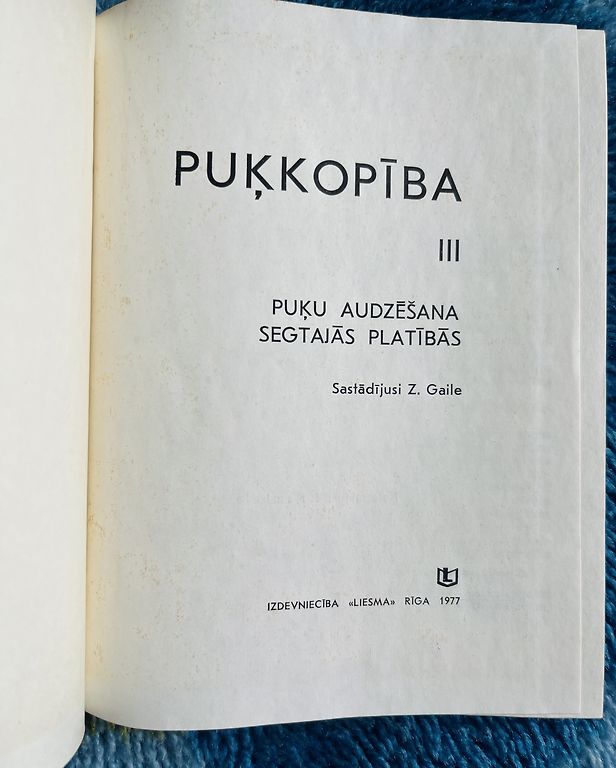 PUĶKOPĪBA
III
PUĶU AUDZĒŠANA
SEGTAJĀS PLATĪBĀS
Sastādījusi Z. Gaile
IZDEVNIECĪBA «LIESMA» RĪGA 1977